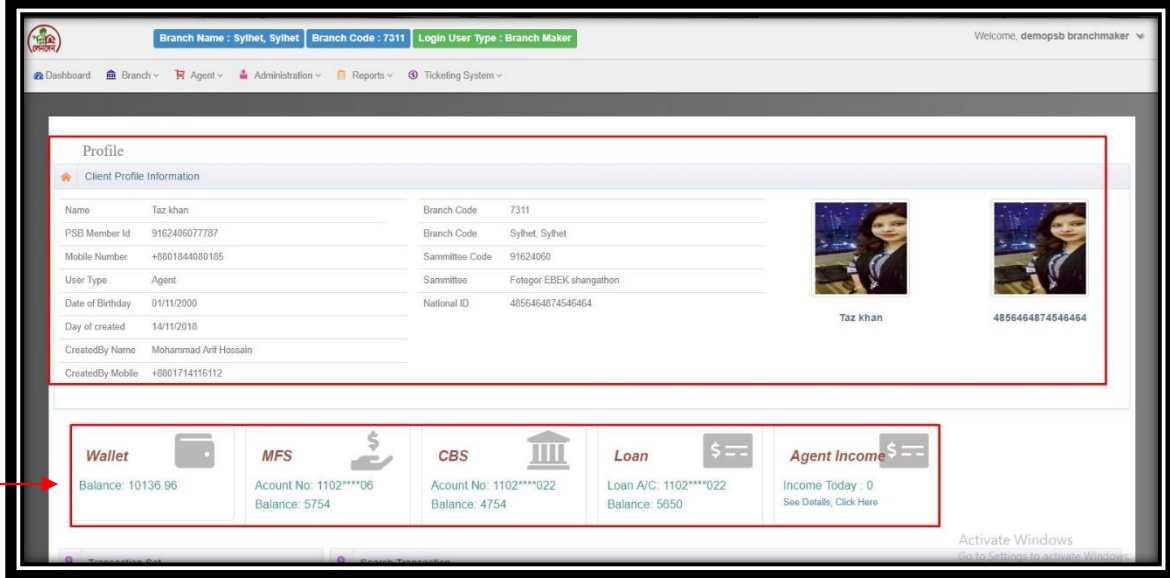 Branch Name : Sylhet, Sylhet Branch Code : 7311 Login User Type : Branch Maker Welcome, demopsb branchmaker
Dashboard Branch Agent Administration Reports Ticketing System
Profile
Client Profile Information
Name Taz khan
PSB Member Id 9162406077787
Mobile Number +8801844080185
User Type Agent
Date of Birthday 01/11/2000
Day of created 14/11/2018
CreatedBy Name Mohammad Arif Hossain
CreatedBy Mobile +8801714116112
Branch Code 7311
Branch Code Sylhet, Sylhet
Sammittee Code 91624060
Sammittee Fotegor EBEK shangathon
National ID 4856464874546464
Taz khan
4856464874546464
Wallet
Balance: 10136.96
MFS
Acount No: 1102****06
Balance: 5754
CBS
Acount No: 1102****022
Balance: 4754
Loan
Loan A/C: 1102****022
Balance: 5650
Agent Income
Income Today : 0
See Details, Click Here
Activate Windows
Go to Settings to activate Windows.
Search Transaction